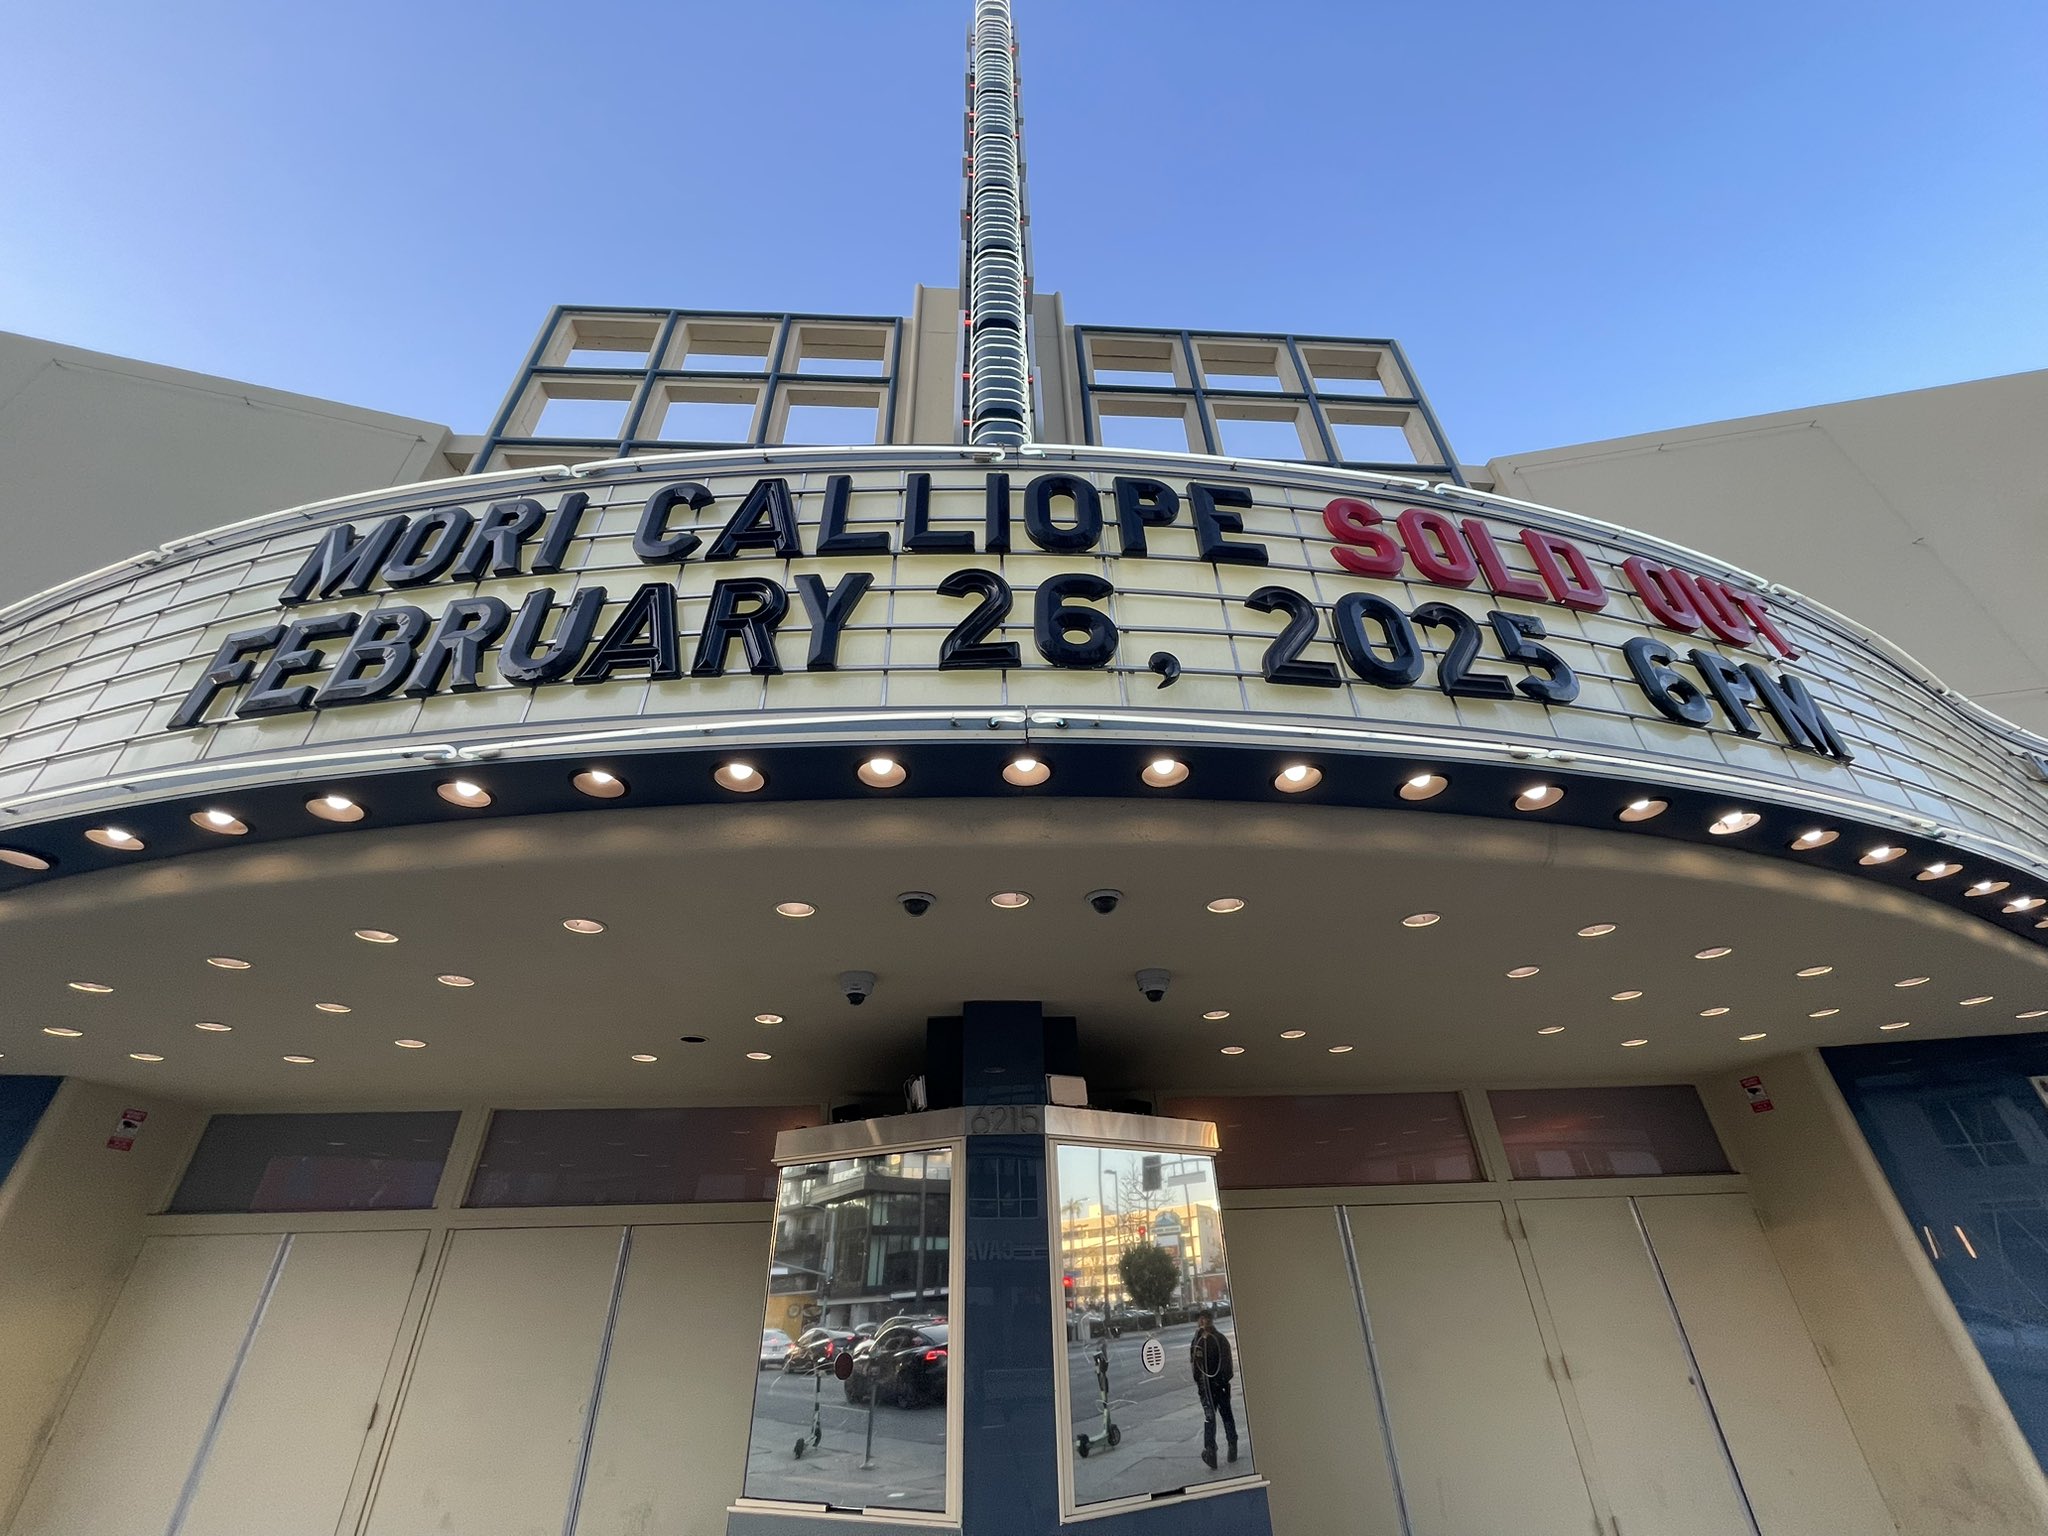 MORI CALLIOPE SOLD OUT
FEBRUARY 26, 2025 6PM
6215